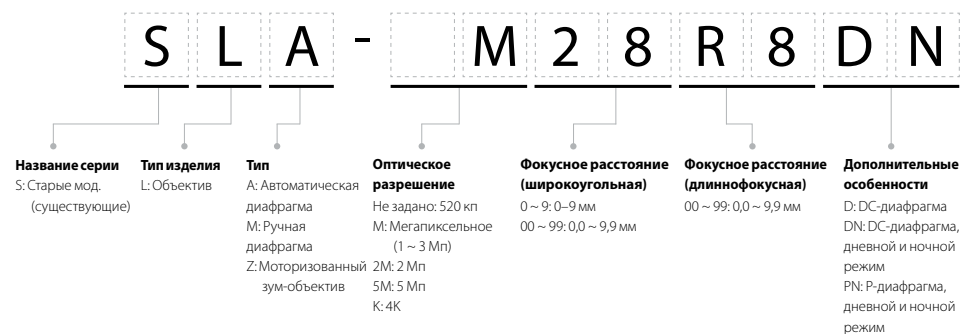 SLA- M28R8DN
Название серии
S: Старые мод.
(существующие)
Тип изделия
L: Объектив
Тип
A: Автоматическая
диафрагма
M: Ручная
диафрагма
Z: Моторизованный
зум-объектив
Оптическое
разрешение
Не задано: 520 кп
M: Мегапиксельное
(1 ~ 3 Мп)
2M: 2 Мп
5M: 5 Мп
K: 4K
Фокусное расстояние
(широкоугольная)
0 ~ 9: 0–9 мм
00 ~ 99: 0,0 ~ 9,9 мм
Фокусное расстояние
(длиннофокусная)
00 ~ 99: 0,0 ~ 9,9 мм
Дополнительные
особенности
D: DC-диафрагма
DN: DC-диафрагма,
дневной и ночной
режим
PN: P-диафрагма,
дневной и ночной
режим